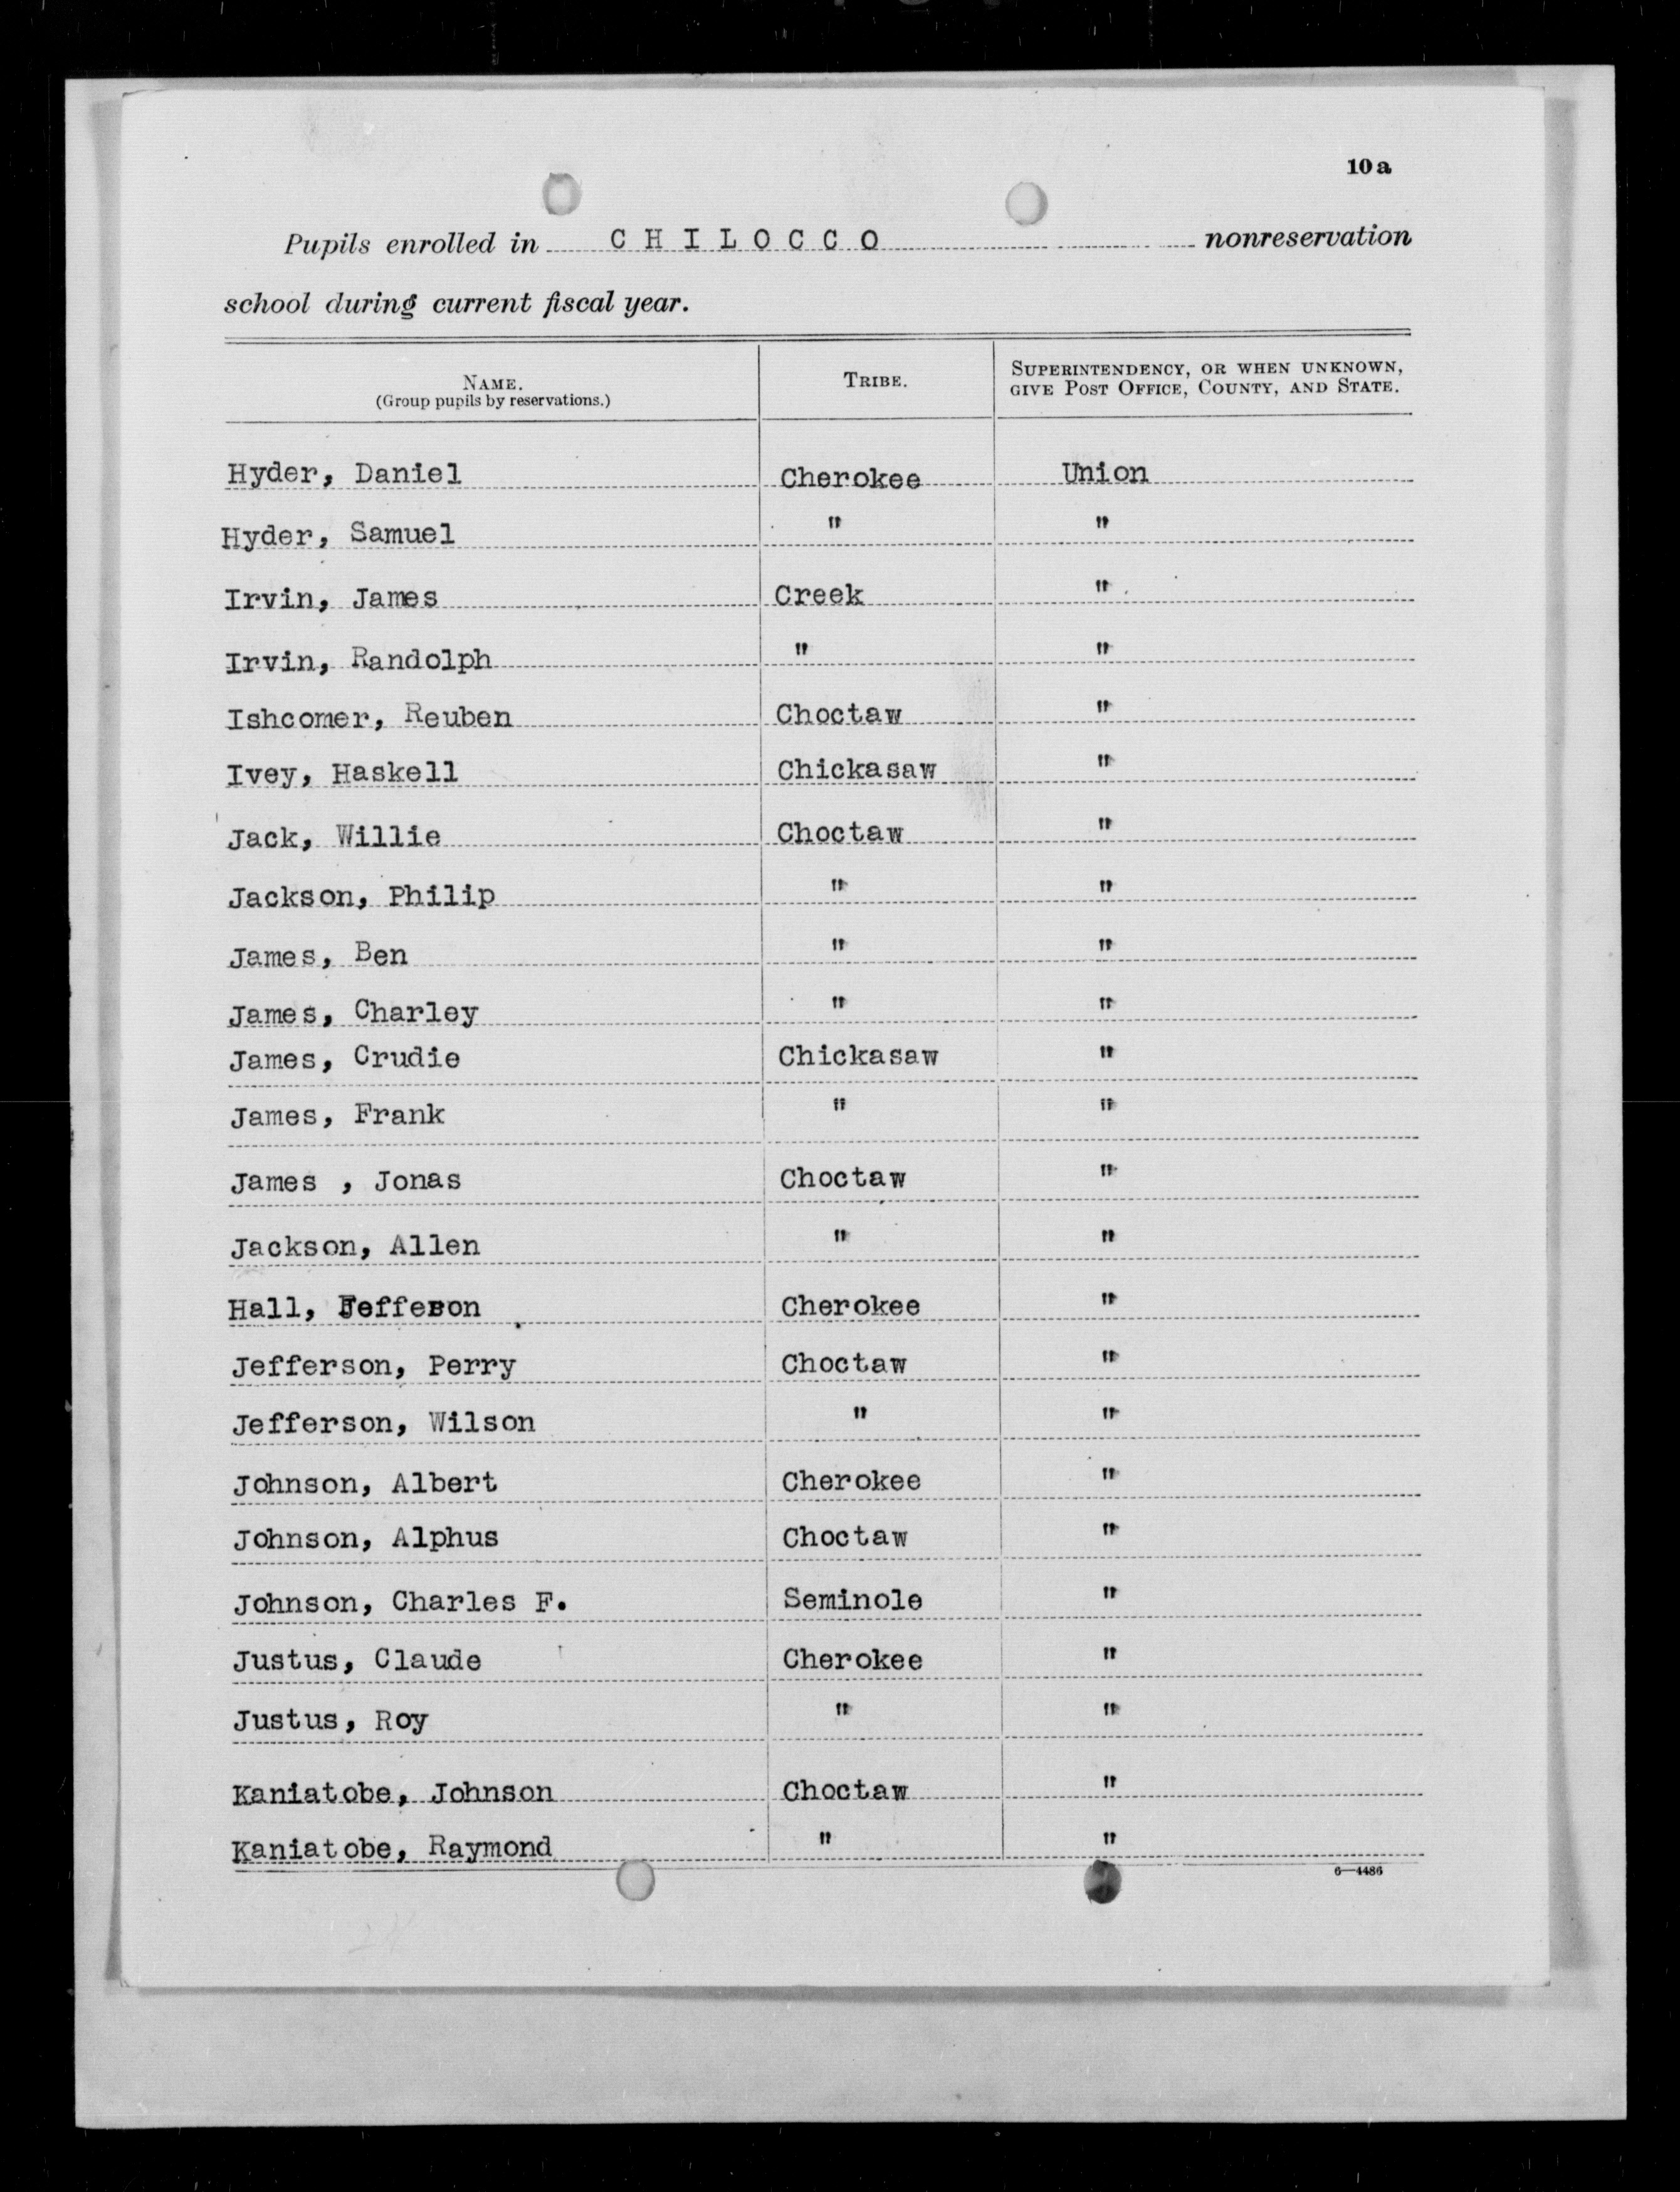 10 a
Pupils enrolled in CHILOCCO nonreservation
school during current fiscal year.
NAME. TRIBE. SUPERINTENDENCY, OR WHEN UNKNOWN,
(Group pupils by reservations.) GIVE POST OFFICE, COUNTY, AND STATE.
Hyder, Daniel Cherokee Union
Hyder, Samuel " "
Irvin, James Creek "
Irvin, Randolph " "
Ishcomer, Reuben Choctaw "
Ivey, Haskell Chickasaw "
Jack, Willie Choctaw "
Jackson, Philip " "
James, Ben " "
James, Charley " "
James, Crudie Chickasaw "
James, Frank " "
James , Jonas Choctaw "
Jackson, Allen " "
Hall, Cherokee "
Jefferson, Perry Choctaw "
Jefferson, Wilson " "
Johnson, Albert Cherokee "
Johnson, Alphus Choctaw "
Johnson, Charles F. Seminole "
Justus, Claude Cherokee "
Justus, Roy " "
Kaniatobe, Johnson Choctaw "
Kaniatobe, Raymond " "
6—4486